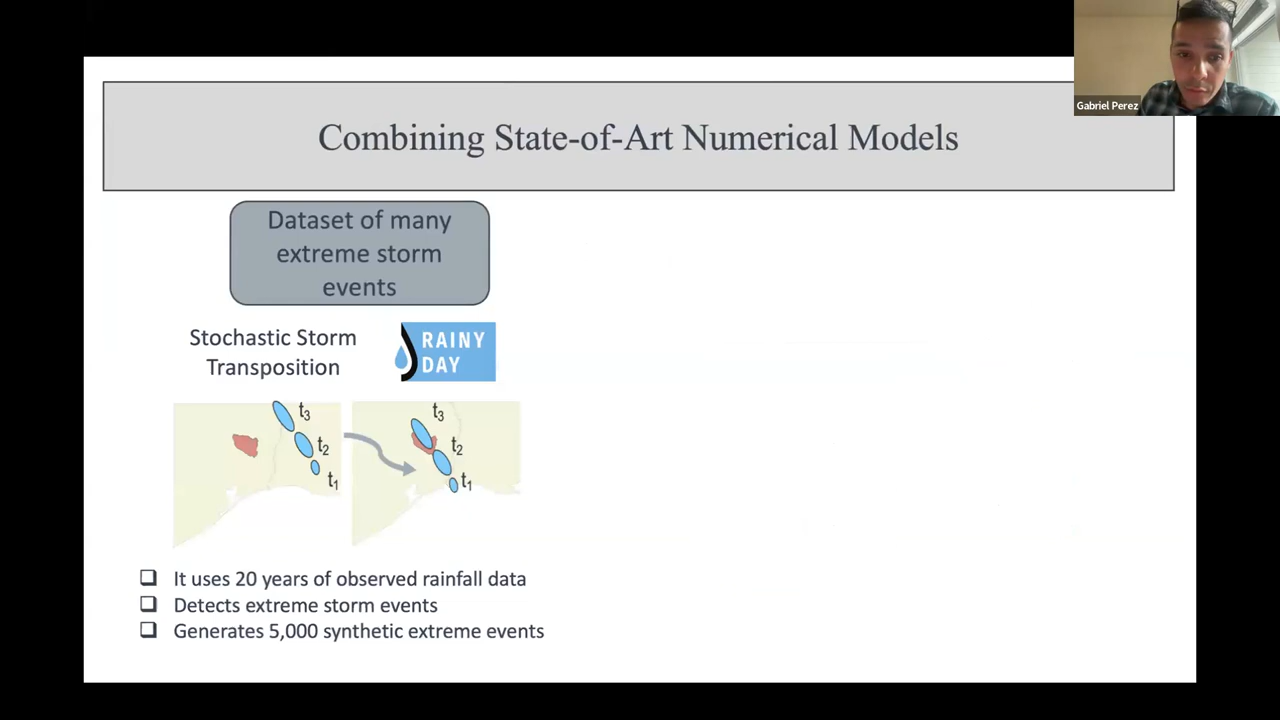 Gabriel Perez
Combining State-of-Art Numerical Models
Dataset of many
extreme storm
events
Stochastic Storm
Transposition
RAINY
DAY
t3
t2
t1
t3
t2
t1
It uses 20 years of observed rainfall data
Detects extreme storm events
Generates 5,000 synthetic extreme events